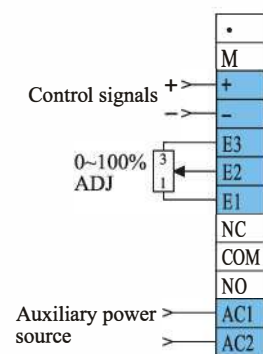 •
M
Control signals
+ +
- -
E3
0~100%
ADJ
3
E2
1
E1
NC
COM
NO
Auxiliary power
source
AC1
AC2